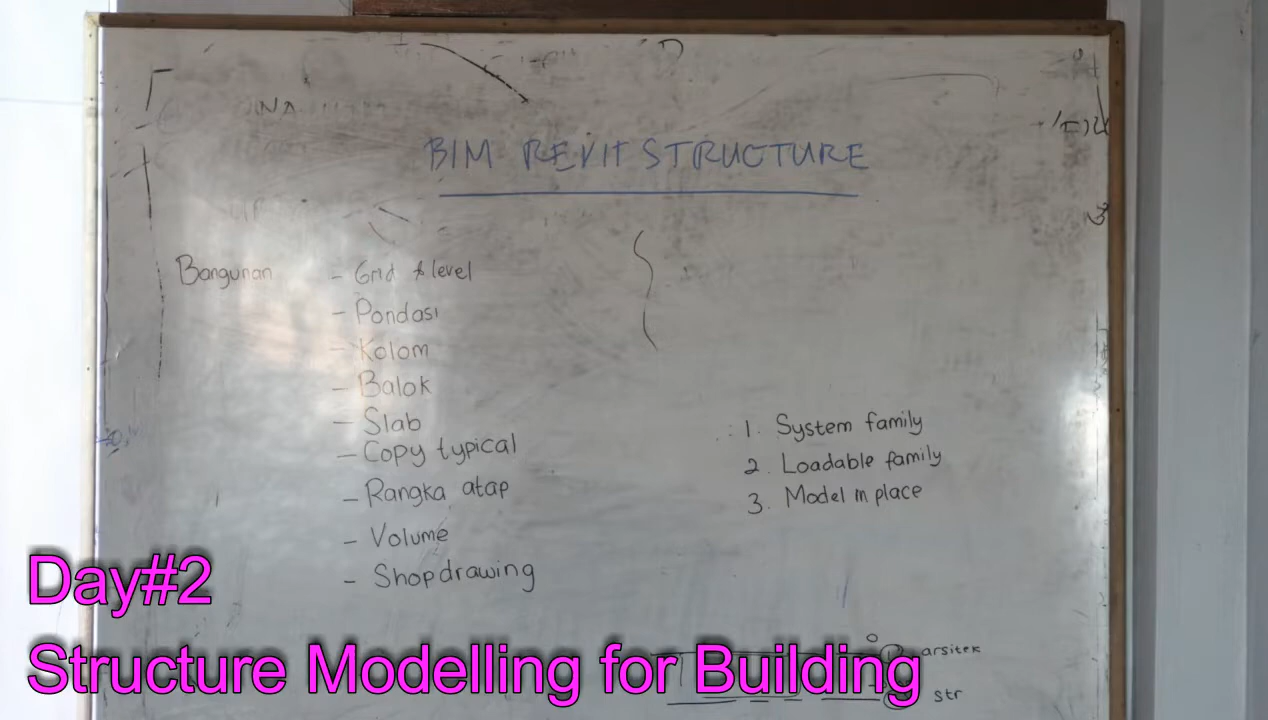 BIM REVIT STRUCTURE
Bangunan
- Grid & level
- Pondasi
- Kolom
- Balok
- Slab
- Copy typical
- Rangka atap
- Volume
- Shopdrawing
1. System family
2. Loadable family
3. Model in place
arsitek
str
Day#2
Structure Modelling for Building